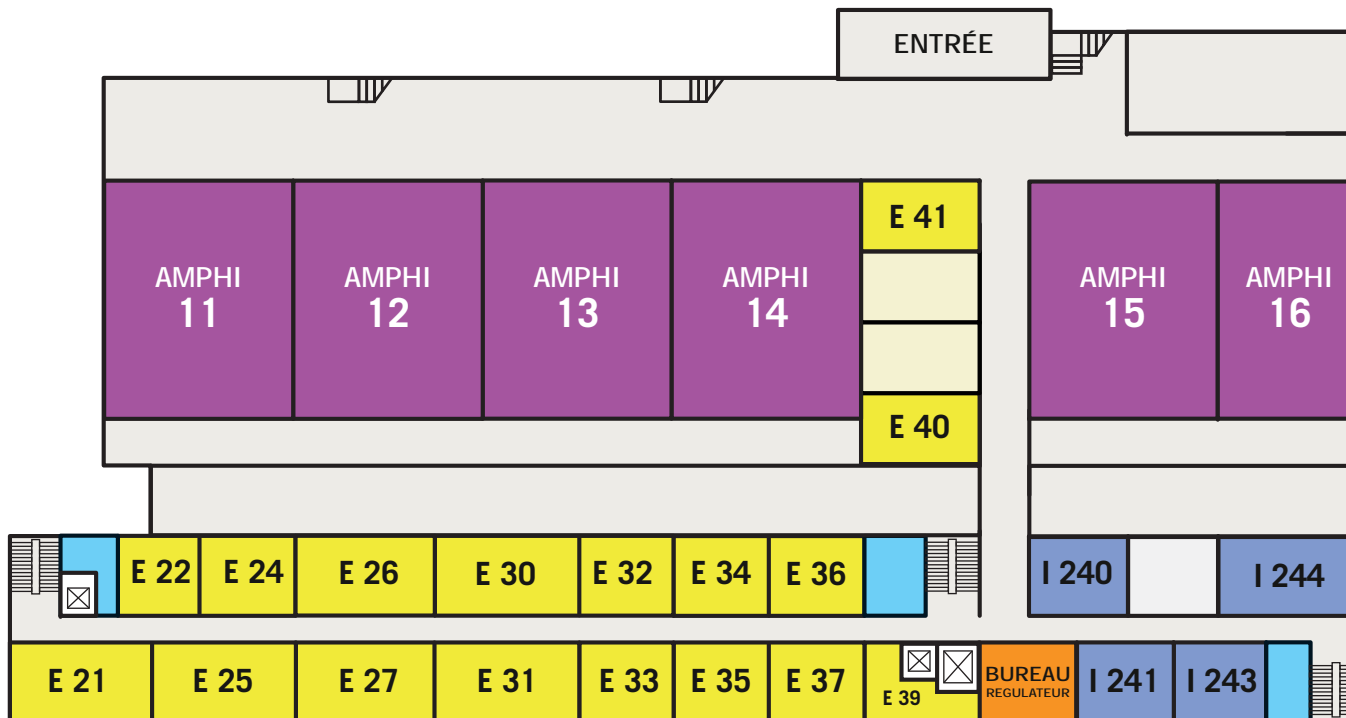 ENTRÉE
E 41
AMPHI
11
AMPHI
12
AMPHI
13
AMPHI
14
AMPHI
15
AMPHI
16
E 40
E 22
E 24
E 26
E 30
E 32
E 34
E 36
I 240
I 244
E 21
E 25
E 27
E 31
E 33
E 35
E 37
E 39
BUREAU
REGULATEUR
I 241
I 243